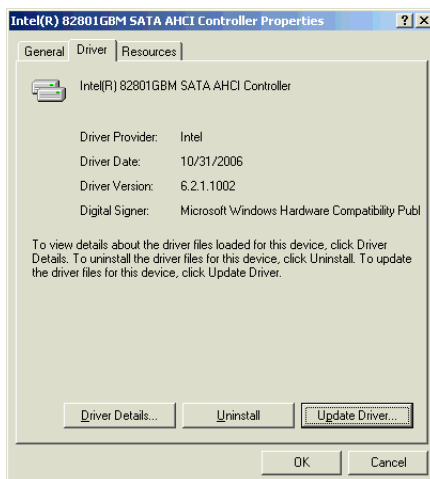 Intel(R) 82801GBM SATA AHCI Controller Properties
General Driver Resources
Intel(R) 82801GBM SATA AHCI Controller
Driver Provider: Intel
Driver Date: 10/31/2006
Driver Version: 6.2.1.1002
Digital Signer: Microsoft Windows Hardware Compatibility Publ
To view details about the driver files loaded for this device, click Driver
Details. To uninstall the driver files for this device, click Uninstall. To update
the driver files for this device, click Update Driver.
Driver Details... Uninstall Update Driver...
OK Cancel